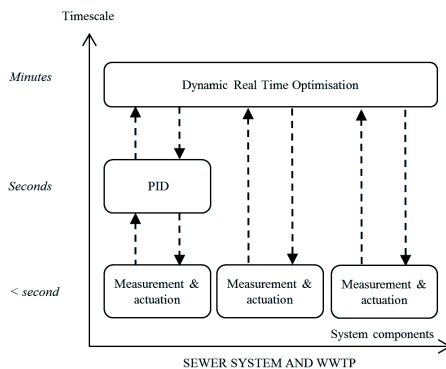 Timescale
Minutes
Dynamic Real Time Optimisation
Seconds
PID
< second
Measurement &
actuation
Measurement &
actuation
Measurement &
actuation
System components
SEWER SYSTEM AND WWTP